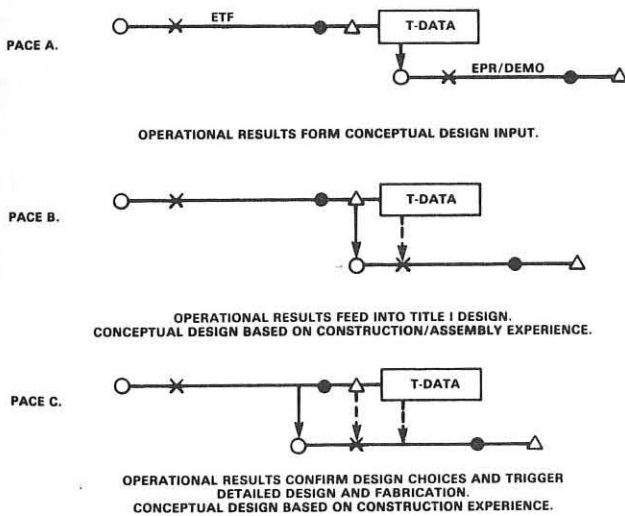 ETF
T-DATA
PACE A.
EPR/DEMO
OPERATIONAL RESULTS FORM CONCEPTUAL DESIGN INPUT.
PACE B.
T-DATA
OPERATIONAL RESULTS FEED INTO TITLE I DESIGN.
CONCEPTUAL DESIGN BASED ON CONSTRUCTION/ASSEMBLY EXPERIENCE.
PACE C.
T-DATA
OPERATIONAL RESULTS CONFIRM DESIGN CHOICES AND TRIGGER
DETAILED DESIGN AND FABRICATION.
CONCEPTUAL DESIGN BASED ON CONSTRUCTION EXPERIENCE.